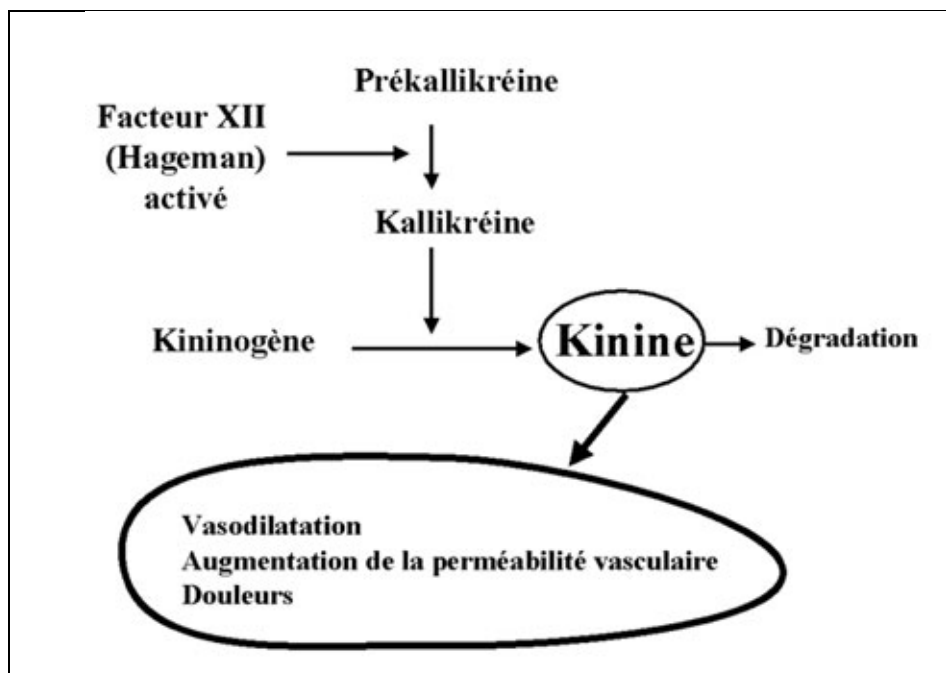 Prékallikréine
Facteur XII
(Hageman)
activé
Kallikréine
Kininogène
Kinine
Dégradation
Vasodilatation
Augmentation de la perméabilité vasculaire
Douleurs